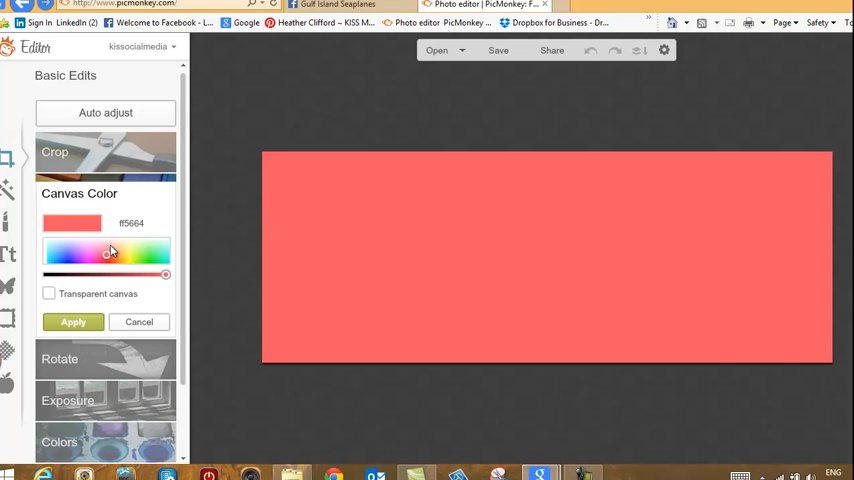 http://www.picmonkey.com/
Gulf Island Seaplanes
Photo editor | PicMonkey: F...
Sign In LinkedIn (2)
Welcome to Facebook - L...
Google
Heather Clifford ~ KISS M...
Photo editor PicMonkey ...
Dropbox for Business - Dr...
Page
Safety
Editor
kissocialmedia
Open
Save
Share
Basic Edits
Auto adjust
Crop
Canvas Color
ff5664
Transparent canvas
Apply
Cancel
Rotate
Exposure
Colors
ENG